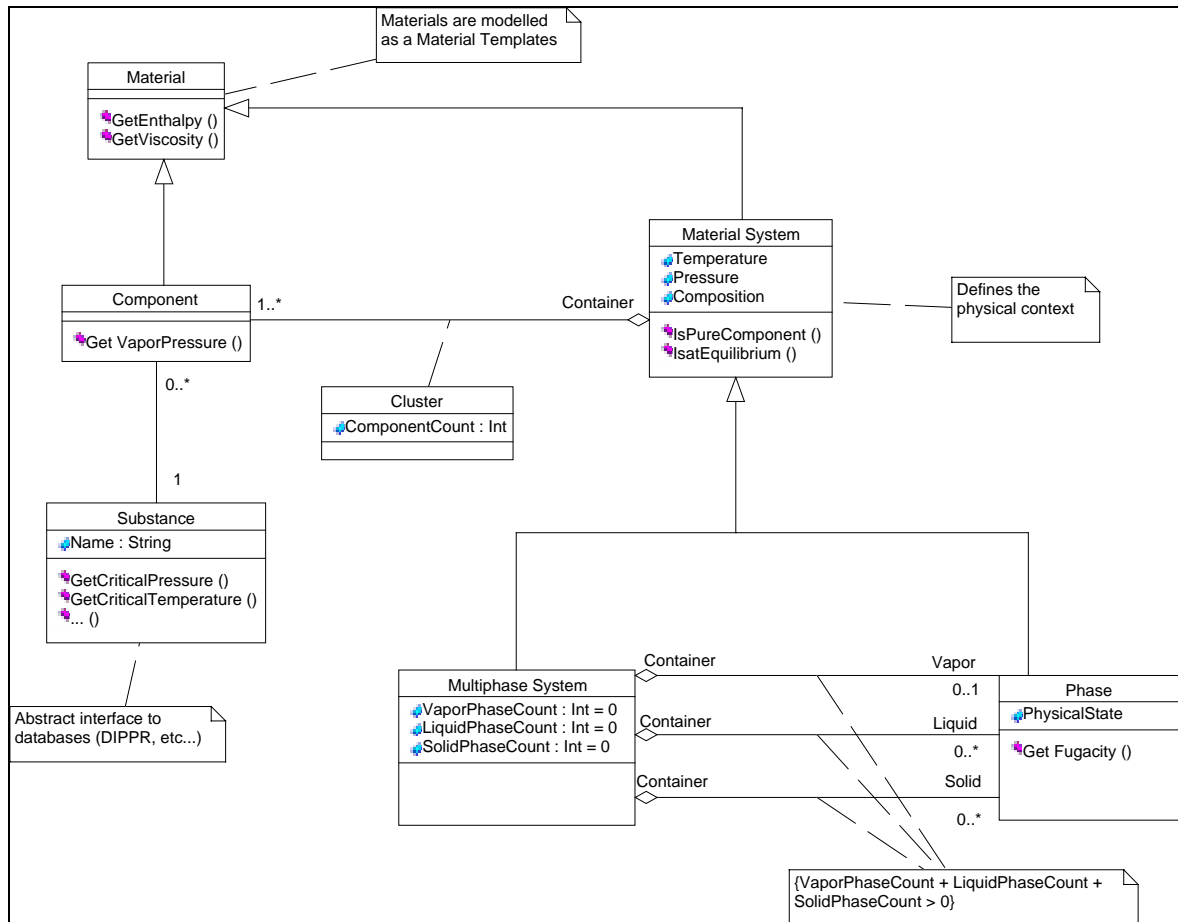 Materials are modelled
as a Material Templates
Material
GetEnthalpy ()
GetViscosity ()
Material System
Temperature
Pressure
Composition
IsPureComponent ()
IsatEquilibrium ()
Defines the
physical context
Component
Get VaporPressure ()
1..*
Container
0..*
1
Cluster
ComponentCount : Int
Substance
Name : String
GetCriticalPressure ()
GetCriticalTemperature ()
... ()
Abstract interface to
databases (DIPPR, etc...)
Multiphase System
VaporPhaseCount : Int = 0
LiquidPhaseCount : Int = 0
SolidPhaseCount : Int = 0
Container
Vapor
0..1
Container
Liquid
0..*
Container
Solid
0..*
Phase
PhysicalState
Get Fugacity ()
{VaporPhaseCount + LiquidPhaseCount +
SolidPhaseCount > 0}